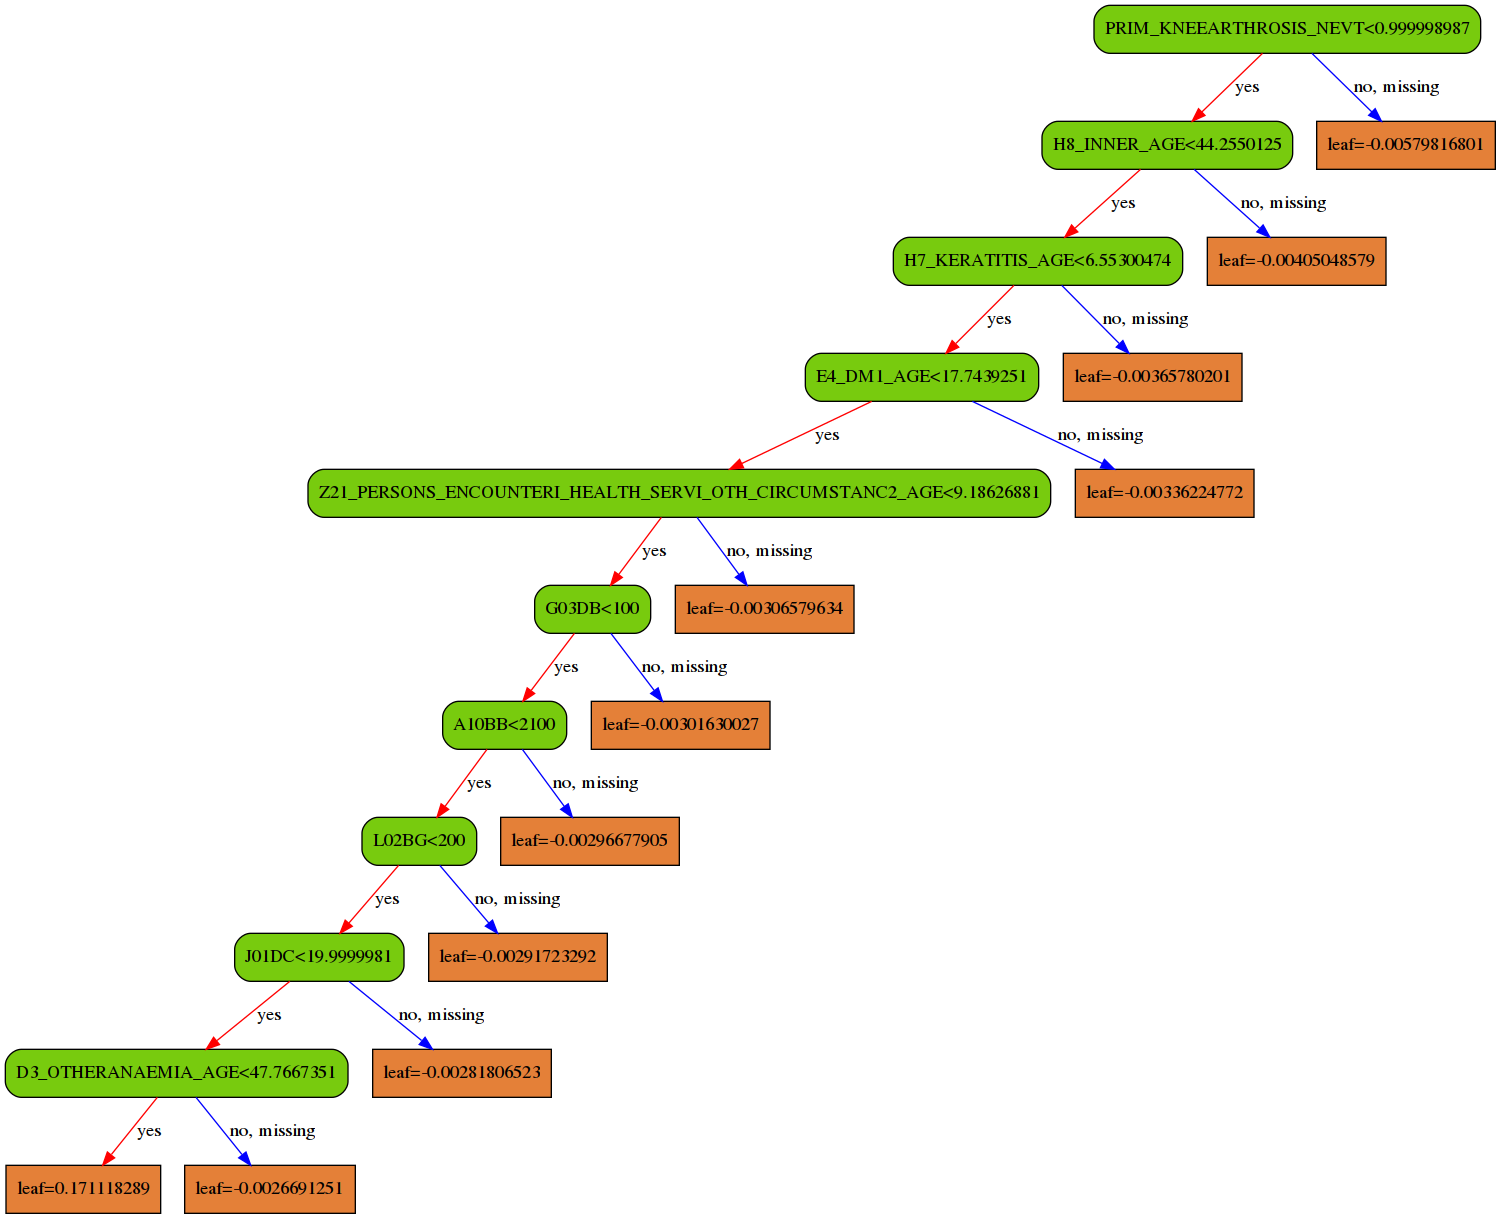 PRIM_KNEEARTHROSIS_NEVT<0.999998987
yes
no, missing
H8_INNER_AGE<44.2550125
leaf=-0.00579816801
yes
no, missing
H7_KERATITIS_AGE<6.55300474
leaf=-0.00405048579
yes
no, missing
E4_DM1_AGE<17.7439251
leaf=-0.00365780201
yes
no, missing
Z21_PERSONS_ENCOUNTERI_HEALTH_SERVI_OTH_CIRCUMSTANC2_AGE<9.18626881
leaf=-0.00336224772
yes
no, missing
G03DB<100
leaf=-0.00306579634
yes
no, missing
A10BB<2100
leaf=-0.00301630027
yes
no, missing
L02BG<200
leaf=-0.00296677905
yes
no, missing
J01DC<19.9999981
leaf=-0.00291723292
yes
no, missing
D3_OTHERANAEMIA_AGE<47.7667351
leaf=-0.00281806523
yes
no, missing
leaf=0.171118289
leaf=-0.0026691251